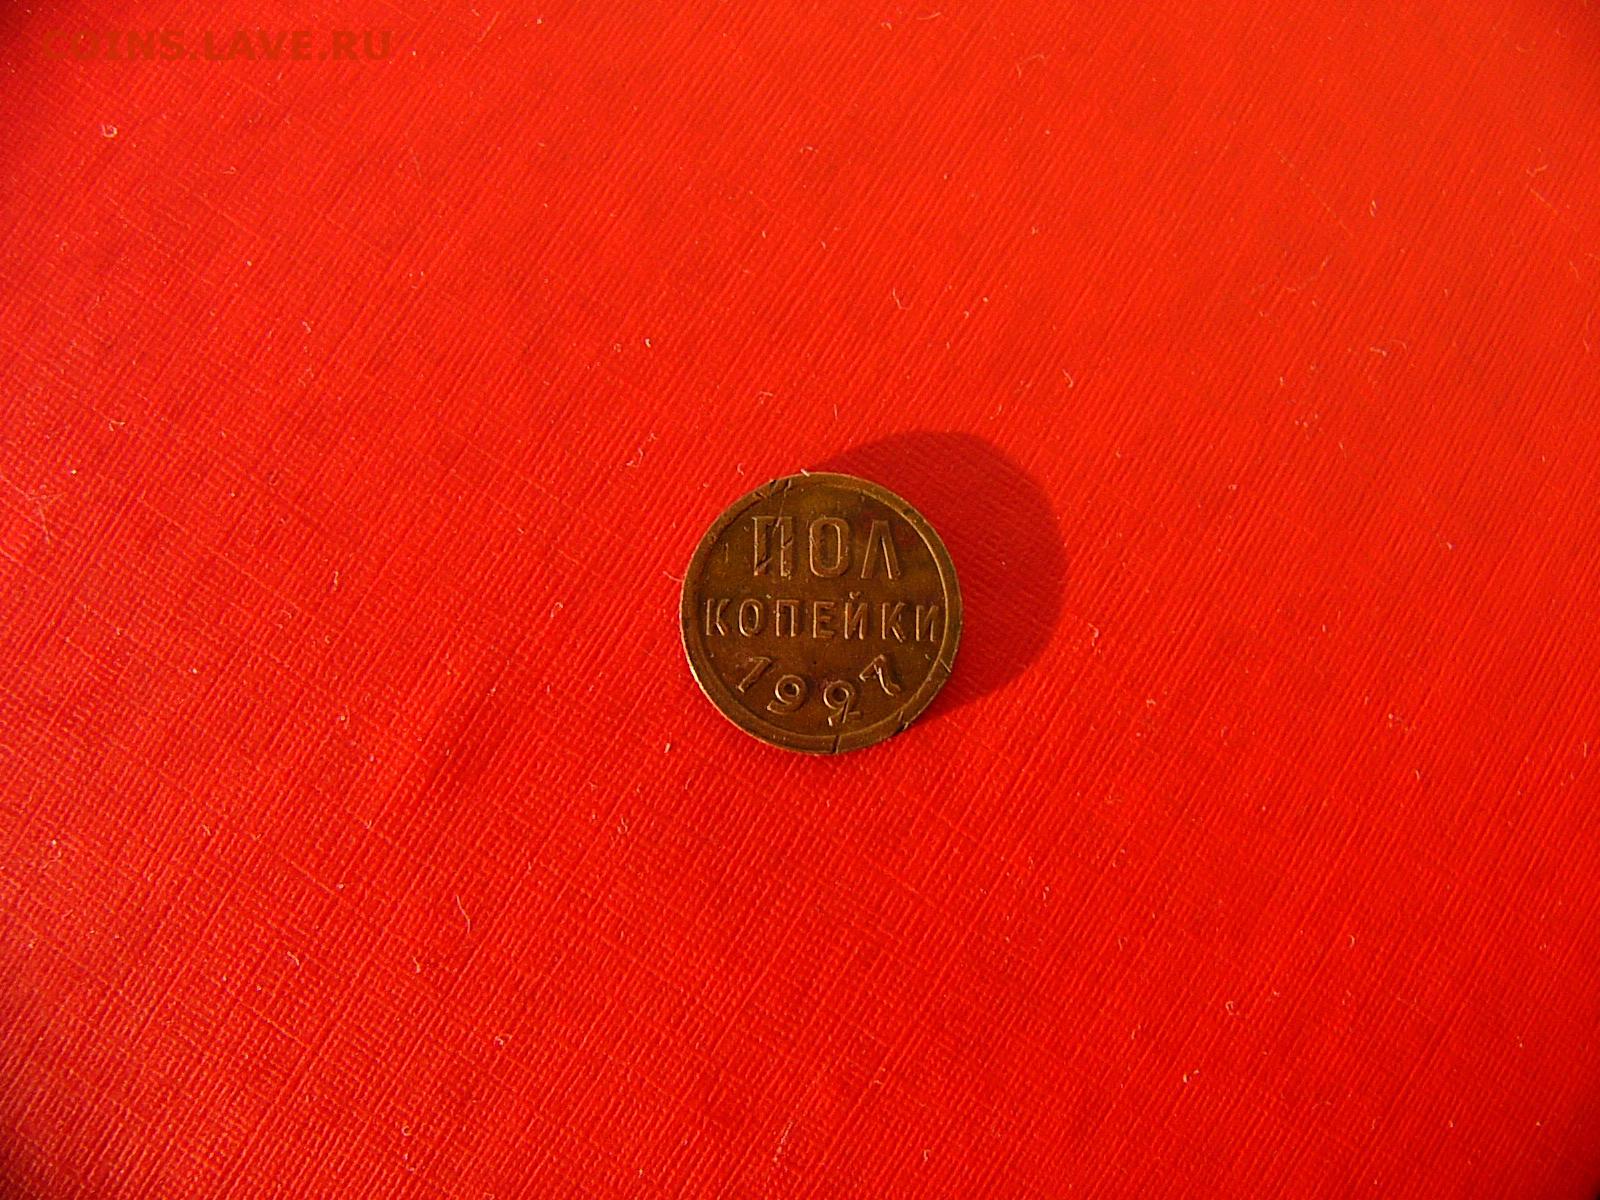 COINS.LAVE.RU
ПОЛ
КОПЕЙКИ
1927